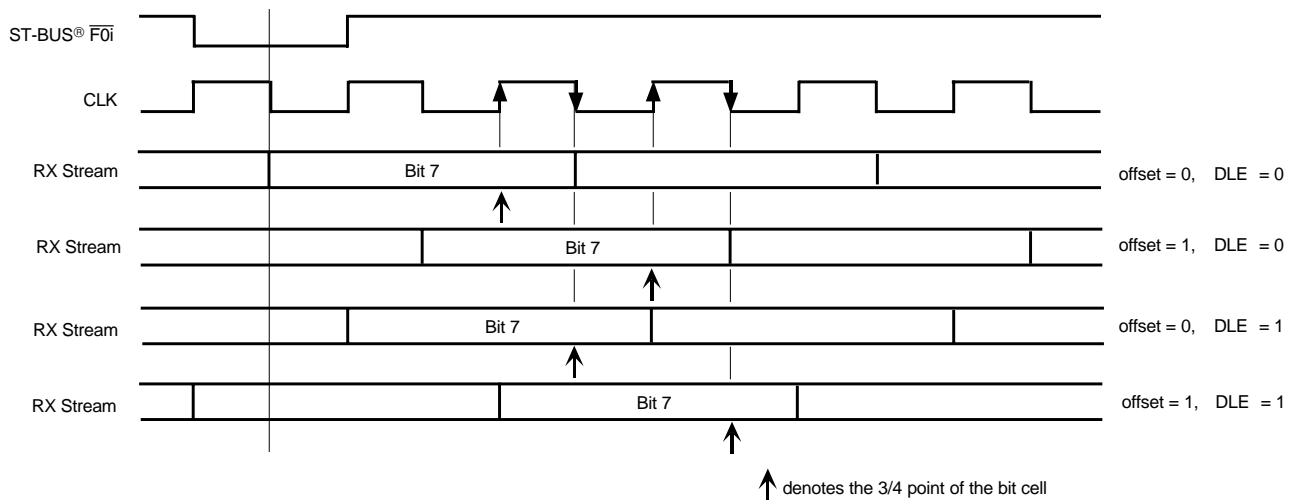 ST-BUS® F0i
CLK
RX Stream Bit 7 offset = 0, DLE = 0
RX Stream Bit 7 offset = 1, DLE = 0
RX Stream Bit 7 offset = 0, DLE = 1
RX Stream Bit 7 offset = 1, DLE = 1
denotes the 3/4 point of the bit cell